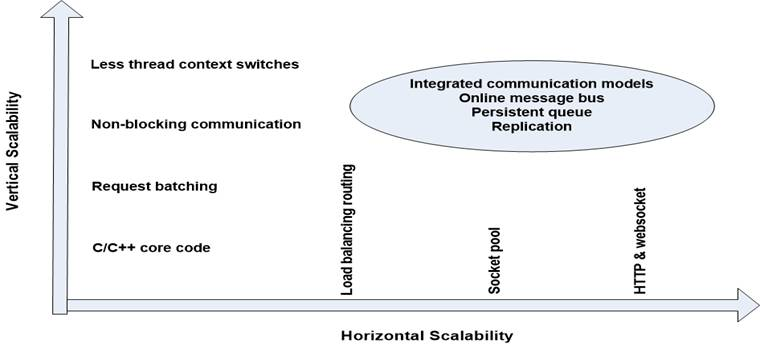 Vertical Scalability
Less thread context switches
Non-blocking communication
Request batching
C/C++ core code
Integrated communication models
Online message bus
Persistent queue
Replication
Load balancing routing
Socket pool
HTTP & websocket
Horizontal Scalability